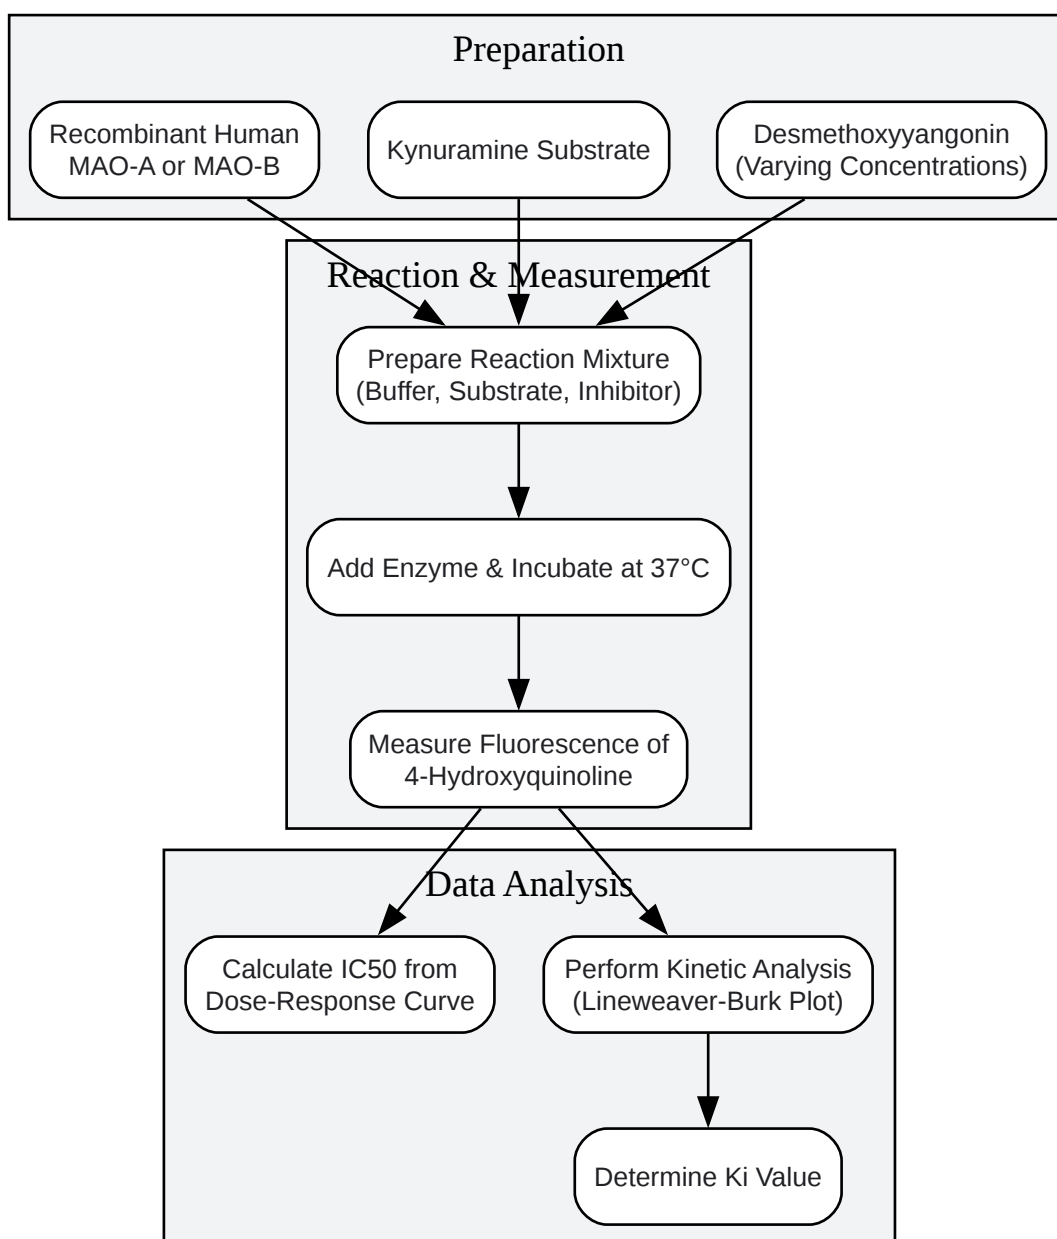 Preparation
Recombinant Human
MAO-A or MAO-B
Kynuramine Substrate
Desmethoxyyangonin
(Varying Concentrations)
Reaction & Measurement
Prepare Reaction Mixture
(Buffer, Substrate, Inhibitor)
Add Enzyme & Incubate at 37°C
Measure Fluorescence of
4-Hydroxyquinoline
Data Analysis
Calculate IC50 from
Dose-Response Curve
Perform Kinetic Analysis
(Lineweaver-Burk Plot)
Determine Ki Value